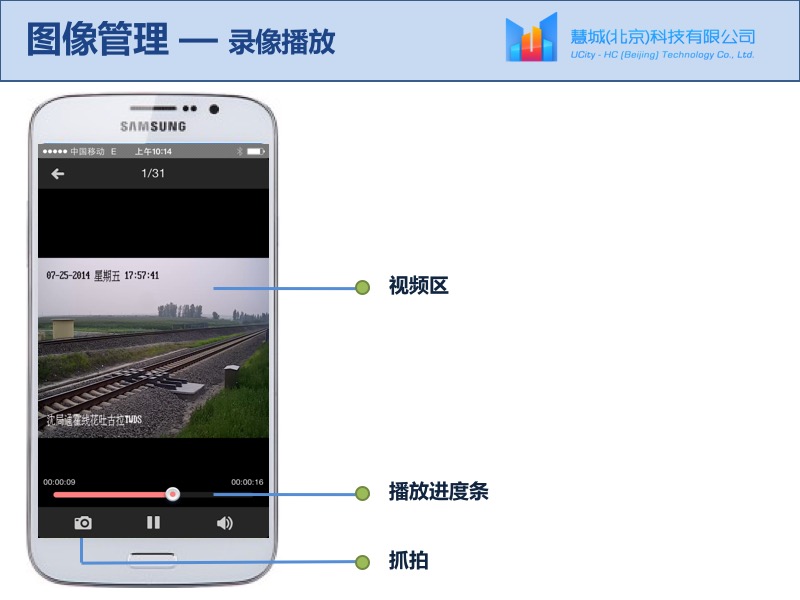 图像管理 — 录像播放
慧城(北京)科技有限公司
UCity - HC (Beijing) Technology Co., Ltd.
SAMSUNG
中国移动 E 上午10:14
1/31
07-25-2014 星期五 17:57:41
视频区
沈局通霍线花吐古拉TWDS
00:00:09 00:00:16
播放进度条
抓拍